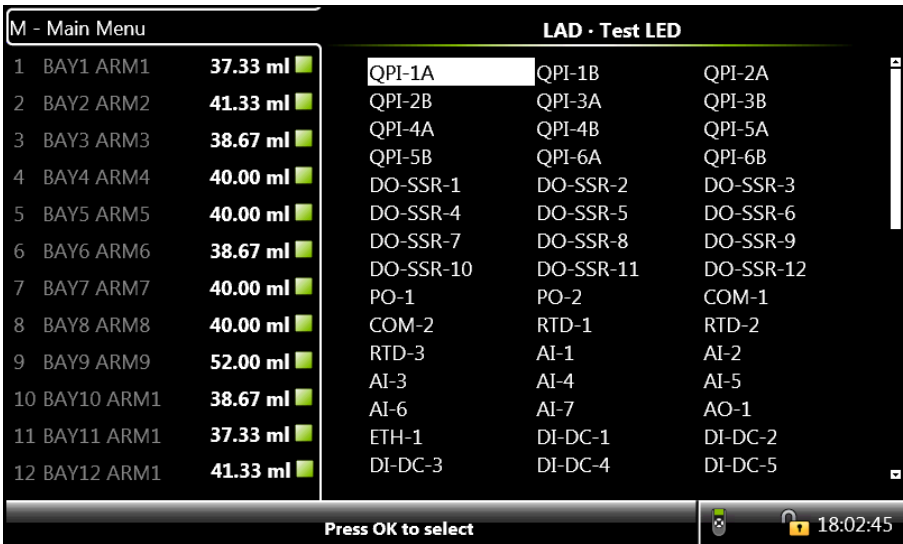 M - Main Menu
LAD · Test LED
1 BAY1 ARM1 37.33 ml
2 BAY2 ARM2 41.33 ml
3 BAY3 ARM3 38.67 ml
4 BAY4 ARM4 40.00 ml
5 BAY5 ARM5 40.00 ml
6 BAY6 ARM6 38.67 ml
7 BAY7 ARM7 40.00 ml
8 BAY8 ARM8 40.00 ml
9 BAY9 ARM9 52.00 ml
10 BAY10 ARM1 38.67 ml
11 BAY11 ARM1 37.33 ml
12 BAY12 ARM1 41.33 ml
QPI-1A QPI-1B QPI-2A
QPI-2B QPI-3A QPI-3B
QPI-4A QPI-4B QPI-5A
QPI-5B QPI-6A QPI-6B
DO-SSR-1 DO-SSR-2 DO-SSR-3
DO-SSR-4 DO-SSR-5 DO-SSR-6
DO-SSR-7 DO-SSR-8 DO-SSR-9
DO-SSR-10 DO-SSR-11 DO-SSR-12
PO-1 PO-2 COM-1
COM-2 RTD-1 RTD-2
RTD-3 AI-1 AI-2
AI-3 AI-4 AI-5
AI-6 AI-7 AO-1
ETH-1 DI-DC-1 DI-DC-2
DI-DC-3 DI-DC-4 DI-DC-5
Press OK to select
18:02:45